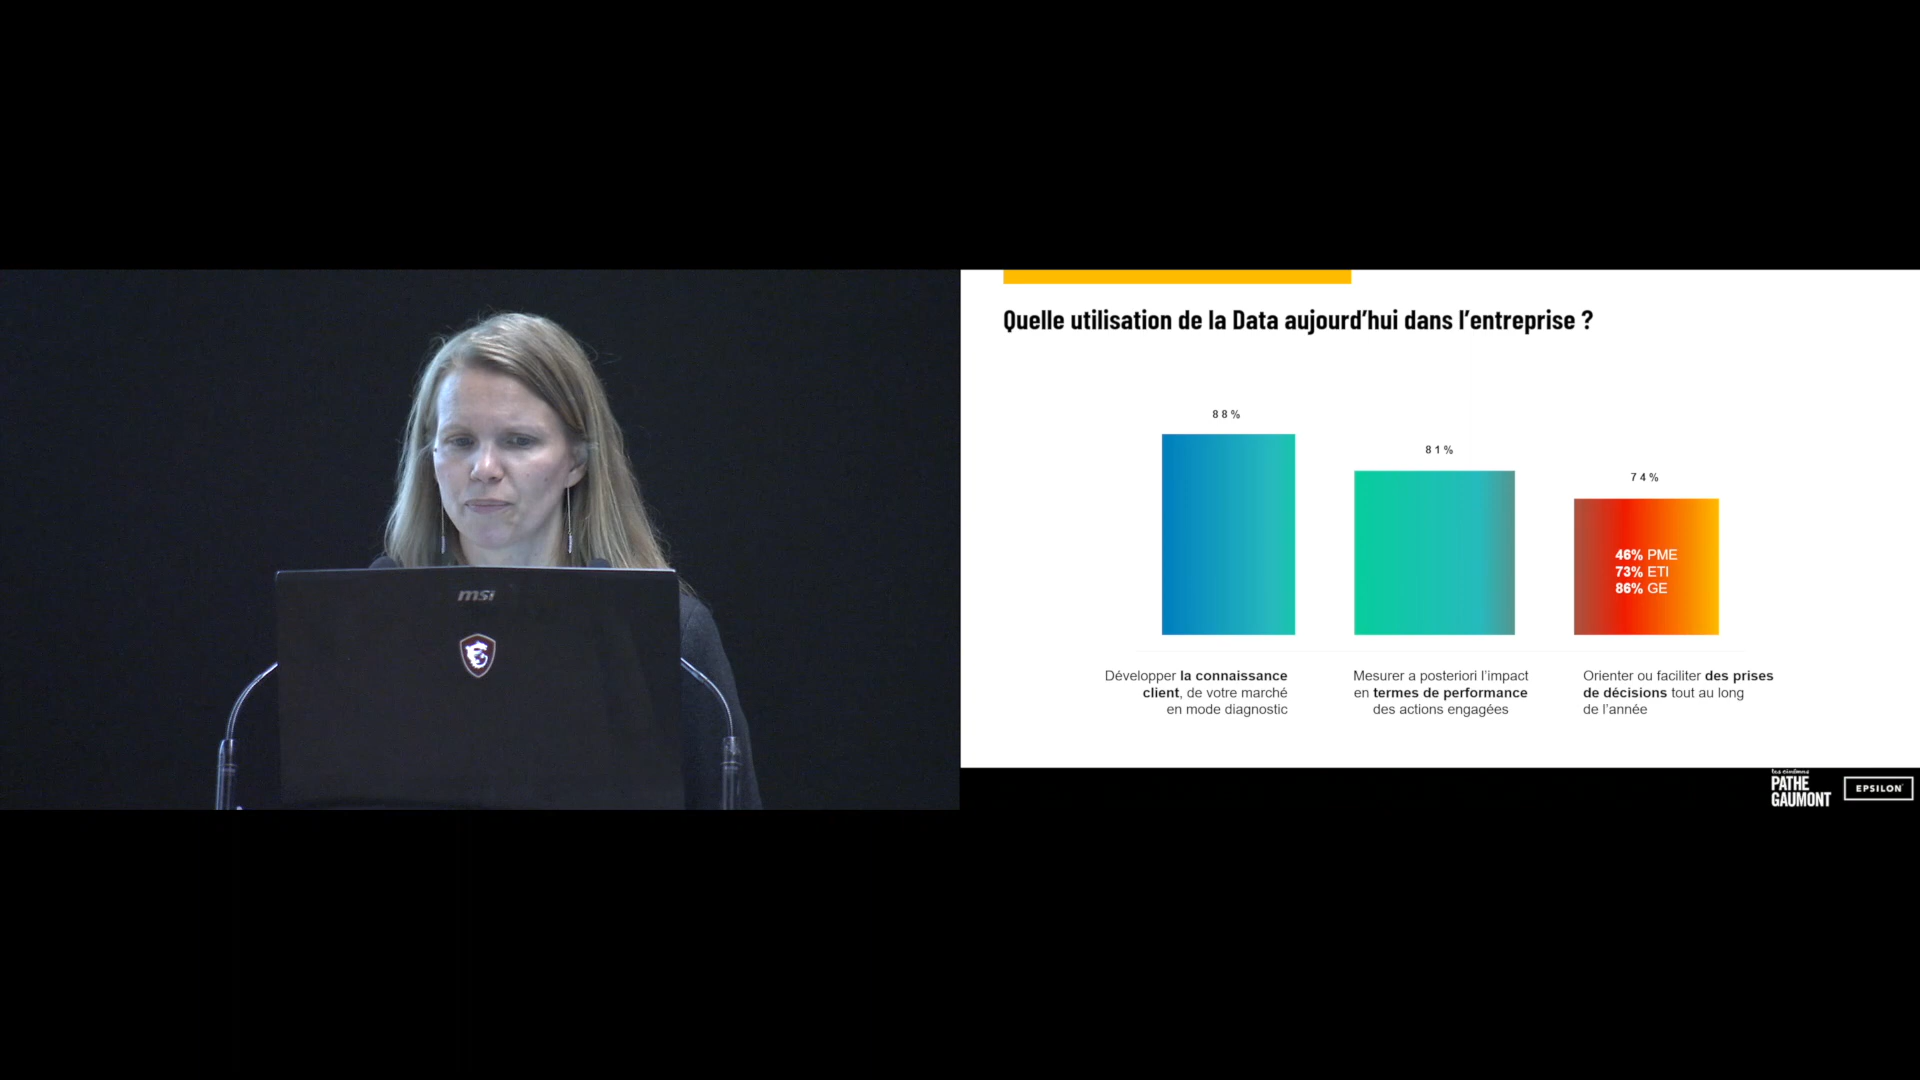 msi
Quelle utilisation de la Data aujourd’hui dans l’entreprise ?
88%
81%
74%
46% PME
73% ETI
86% GE
Développer la connaissance
client, de votre marché
en mode diagnostic
Mesurer a posteriori l’impact
en termes de performance
des actions engagées
Orienter ou faciliter des prises
de décisions tout au long
de l’année
les cinémas
PATHE
GAUMONT
EPSILON